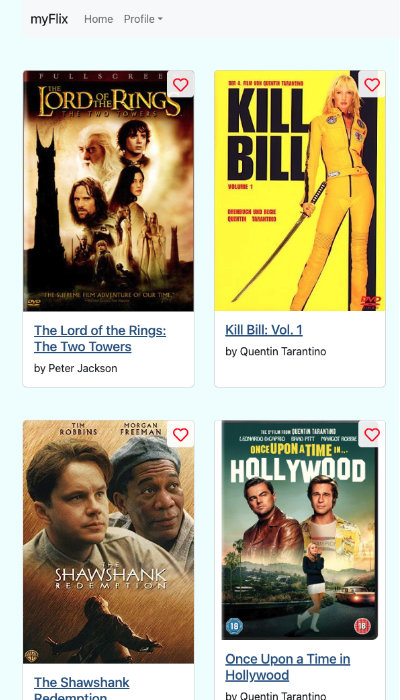 myFlix Home Profile
FULLSCREE
THE
LORD OF THE RINGS
THE TWO TOWERS
THE SUPREME FILM ADVENTURE OF OUR TIME.
DVD
The Lord of the Rings:
The Two Towers
by Peter Jackson
DER 4. FILM VON QUENTIN TARANTINO
KILL
BILL
VOLUME 1
DREHBUCH UND REGIE
QUENTIN TARANTINO
DVD
Kill Bill: Vol. 1
by Quentin Tarantino
TIM
ROBBINS
MORGAN
FREEMAN
THE
SHAWSHANK
REDEMPTION
The Shawshank
Redemption
THE 9TH FILM FROM QUENTIN TARANTINO
LEONARDO DICAPRIO BRAD PITT MARGOT ROBBIE
ONCE UPON A TIME IN...
HOLLYWOOD
18 18
Once Upon a Time in
Hollywood
by Quentin Tarantino